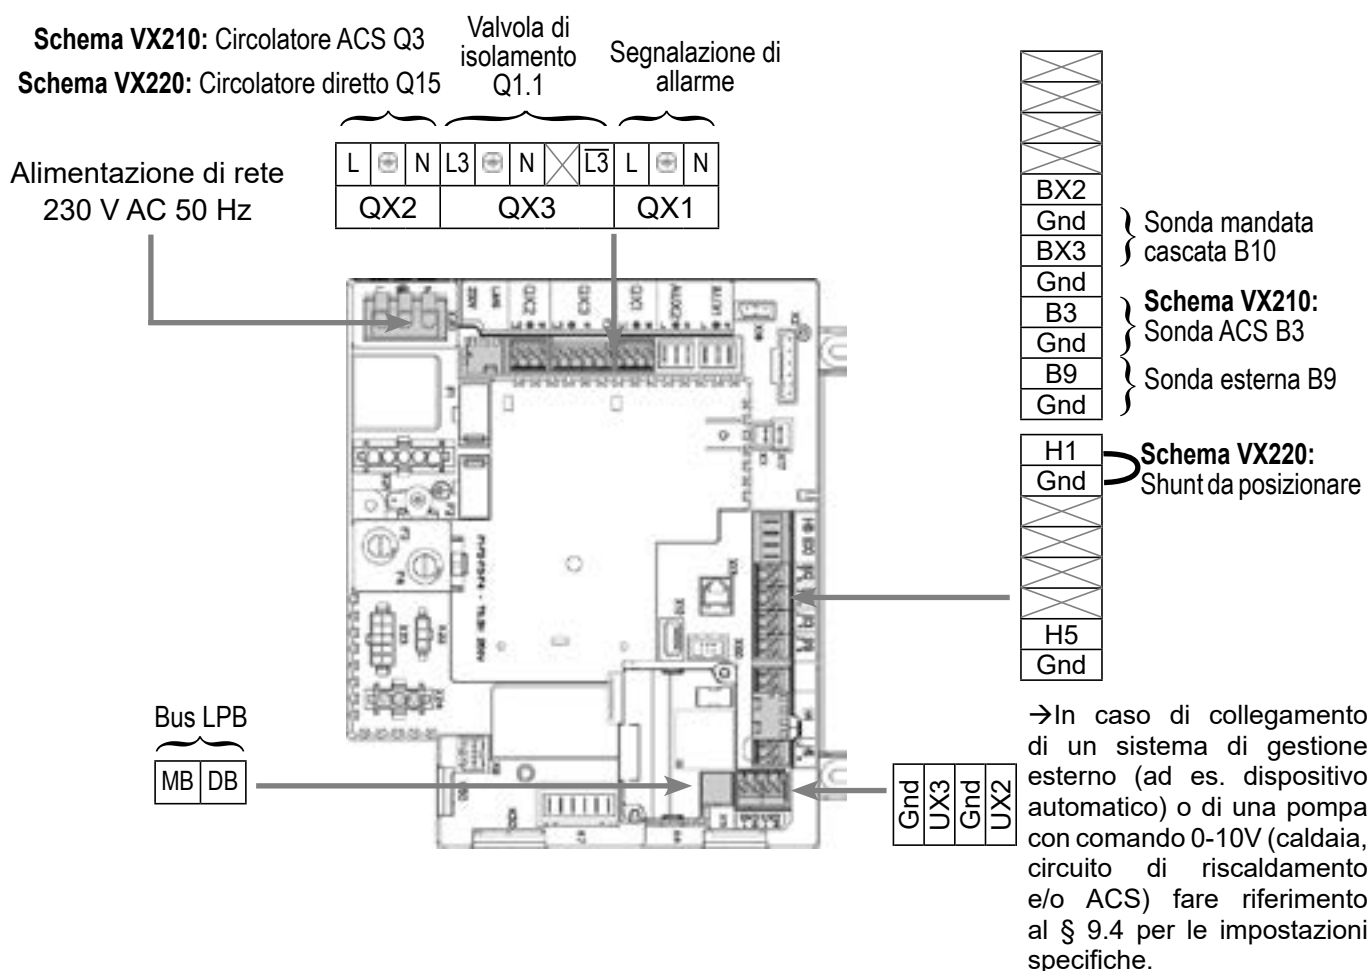 Schema VX210: Circolatore ACS Q3
Schema VX220: Circolatore diretto Q15
Valvola di
isolamento
Q1.1
Segnalazione di
allarme
L N L3 N L3 L N
QX2 QX3 QX1
Alimentazione di rete
230 V AC 50 Hz
BX2
Gnd
BX3
Gnd
B3
Gnd
B9
Gnd
Sonda mandata
cascata B10
Schema VX210:
Sonda ACS B3
Sonda esterna B9
H1
Gnd
H5
Gnd
Schema VX220:
Shunt da posizionare
QX2
QX3
QX1
AUX2
AUX1
Bus LPB
MB DB
Gnd
UX3
Gnd
UX2
→In caso di collegamento
di un sistema di gestione
esterno (ad es. dispositivo
automatico) o di una pompa
con comando 0-10V (caldaia,
circuito di riscaldamento
e/o ACS) fare riferimento
al § 9.4 per le impostazioni
specifiche.